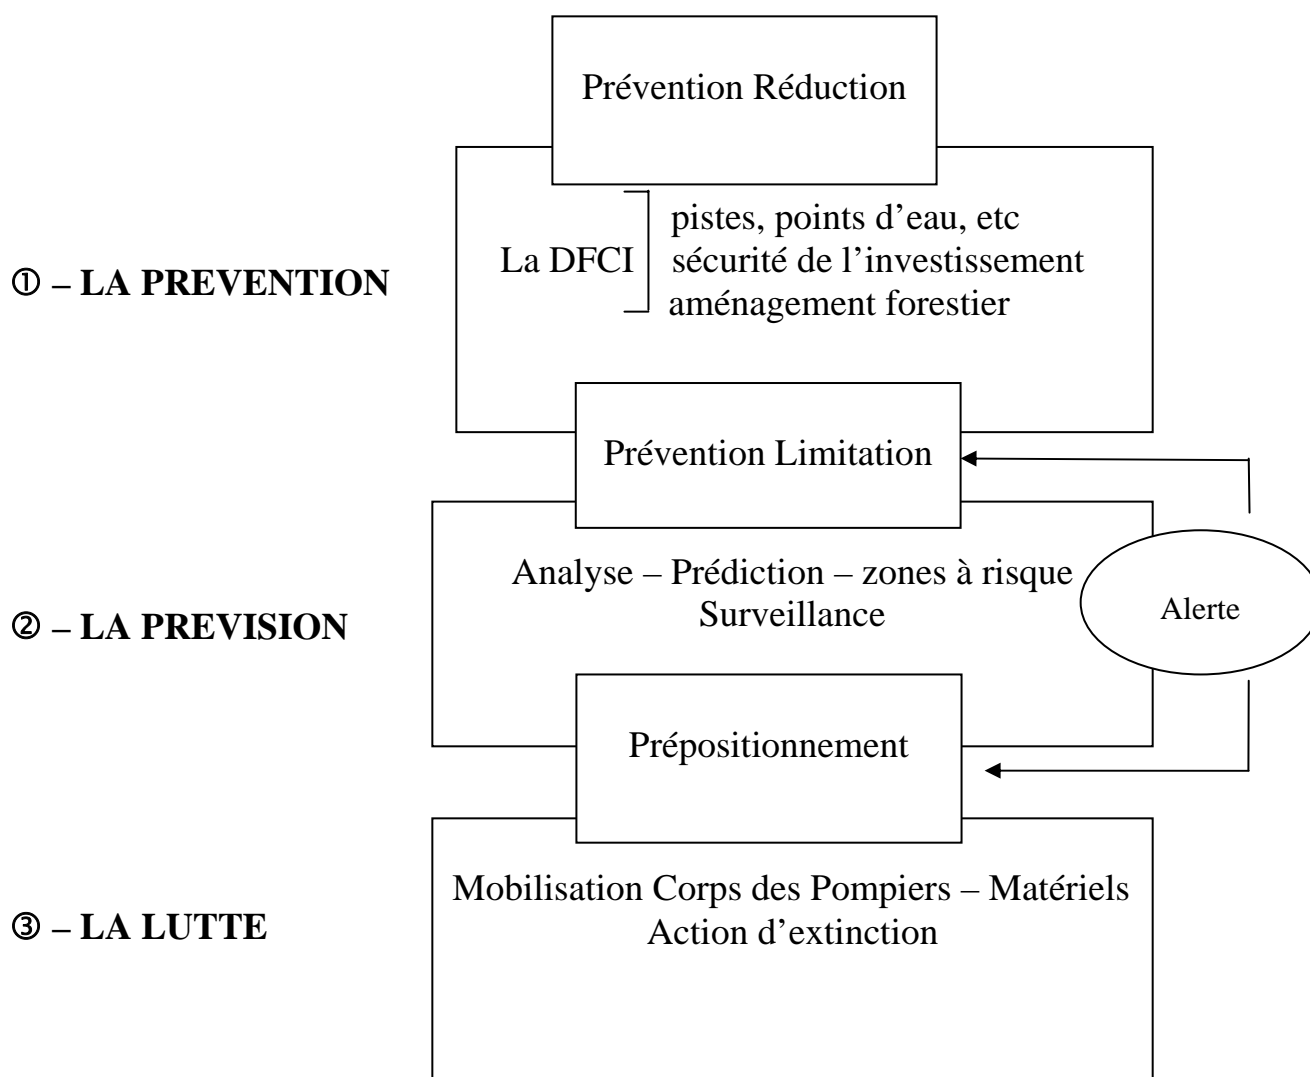 Prévention Réduction
pistes, points d’eau, etc
La DFCI sécurité de l’investissement
① – LA PREVENTION
aménagement forestier
Prévention Limitation
Analyse – Prédiction – zones à risque
Surveillance
Alerte
② – LA PREVISION
Prépositionnement
Mobilisation Corps des Pompiers – Matériels
③ – LA LUTTE
Action d’extinction